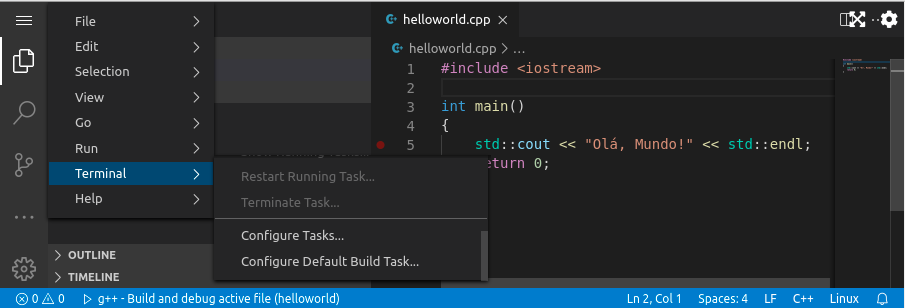 File
Edit
Selection
View
Go
Run
Terminal
Help
Restart Running Task...
Terminate Task...
Configure Tasks...
Configure Default Build Task...
OUTLINE
TIMELINE
helloworld.cpp
helloworld.cpp > ...
1 #include <iostream>
2
3 int main()
4 {
5 std::cout << "Olá, Mundo!" << std::endl;
eturn 0;
0 0 g++ - Build and debug active file (helloworld)
Ln 2, Col 1 Spaces: 4 LF C++ Linux